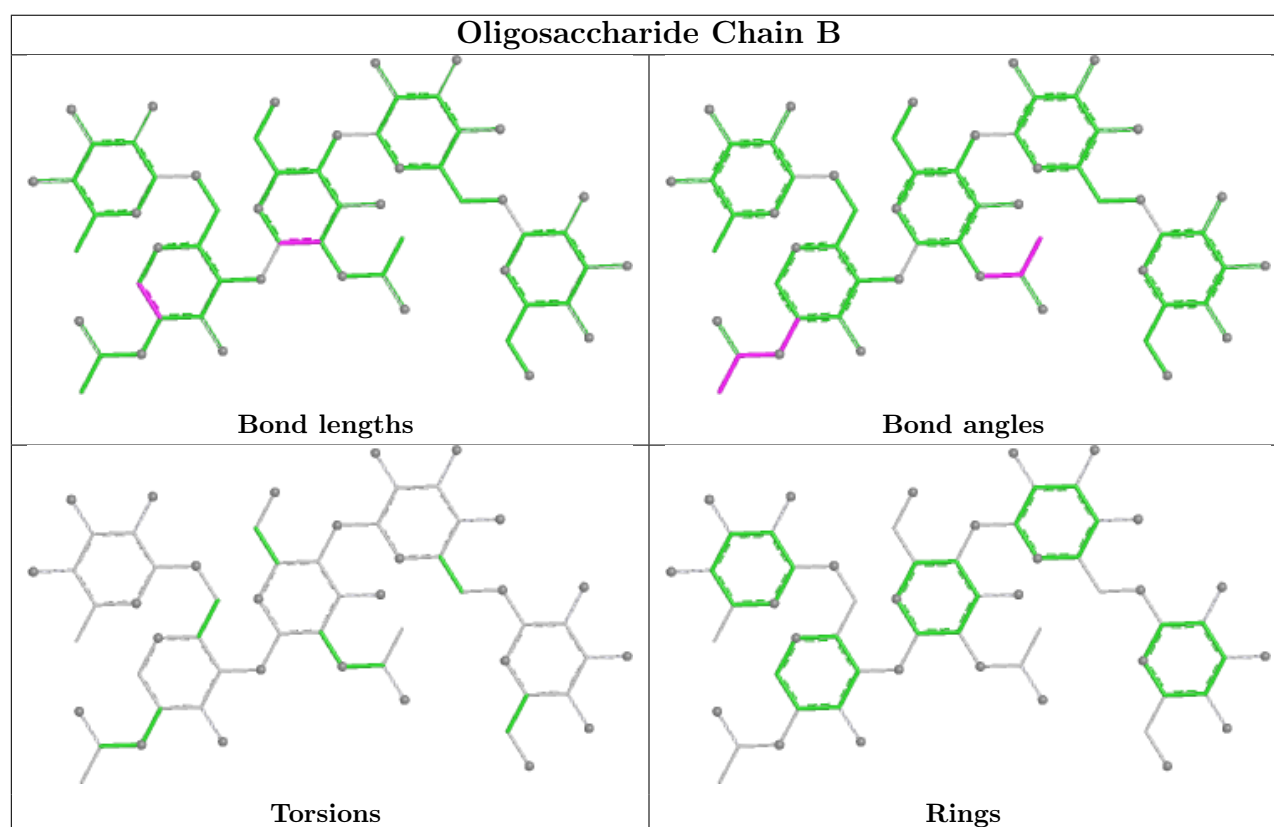 Oligosaccharide Chain B
Bond lengths
Bond angles
Torsions
Rings